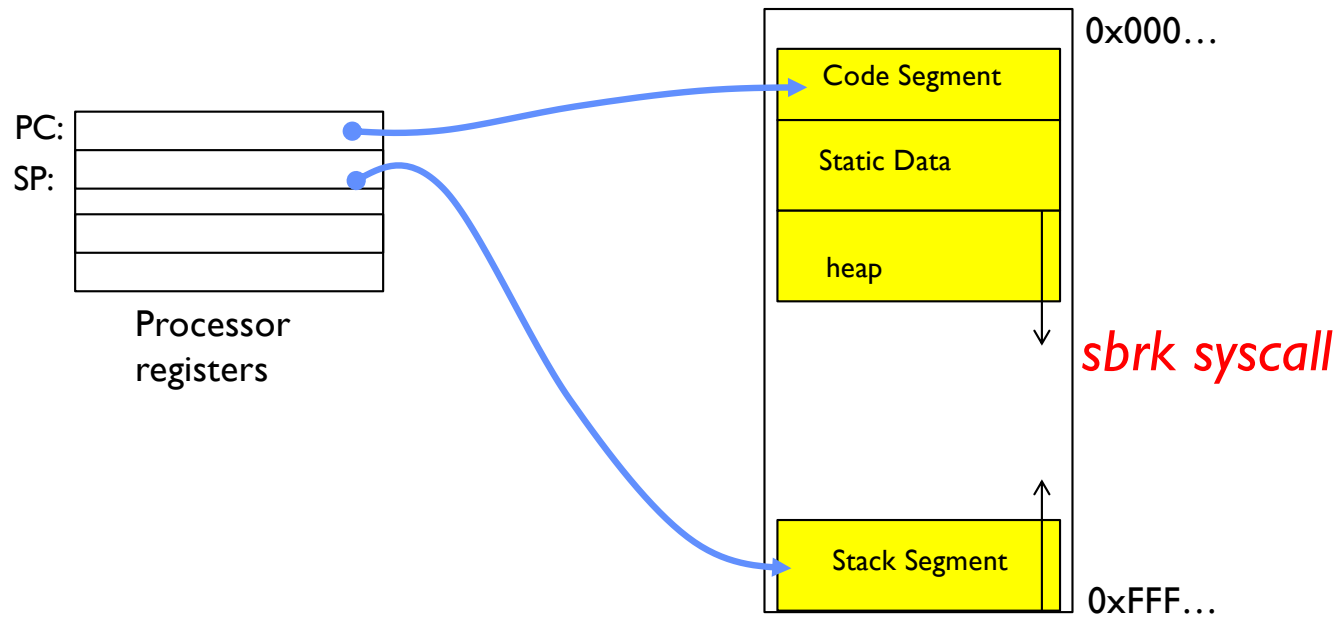 PC:
SP:
Processor
registers
0x000…
Code Segment
Static Data
heap
sbrk syscall
Stack Segment
0xFFF…